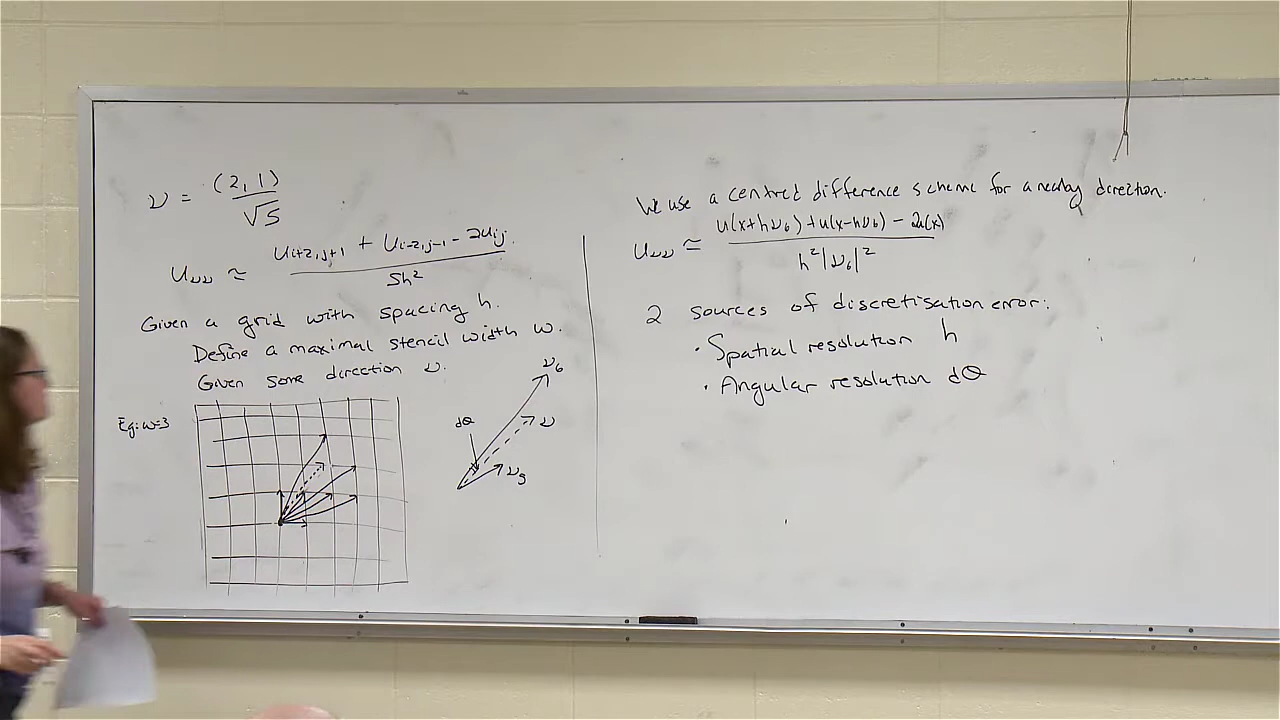 ν = (2,1)/√5
u_νν ≈ (u_{i+2,j+1} + u_{i-2,j-1} - 2u_{ij})/5h²
Given a grid with spacing h.
Define a maximal stencil width w.
Given some direction ν.
Eg: w=3
ν_6
dθ
ν
We use a centred difference scheme for a nearby direction.
u_νν ≃ (u(x+hν_6)+u(x-hν_6) - 2u(x))/h²|ν_6|²
2 sources of discretisation error:
• Spatial resolution h
• Angular resolution dθ